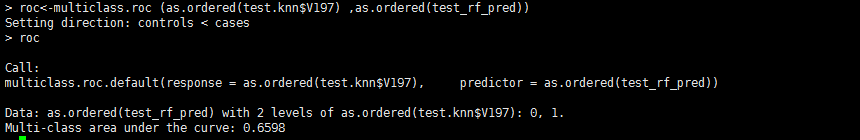 > roc<-multiclass.roc (as.ordered(test.knn$V197) ,as.ordered(test_rf_pred))
Setting direction: controls < cases
> roc
Call:
multiclass.roc.default(response = as.ordered(test.knn$V197),     predictor = as.ordered(test_rf_pred))
Data: as.ordered(test_rf_pred) with 2 levels of as.ordered(test.knn$V197): 0, 1.
Multi-class area under the curve: 0.6598